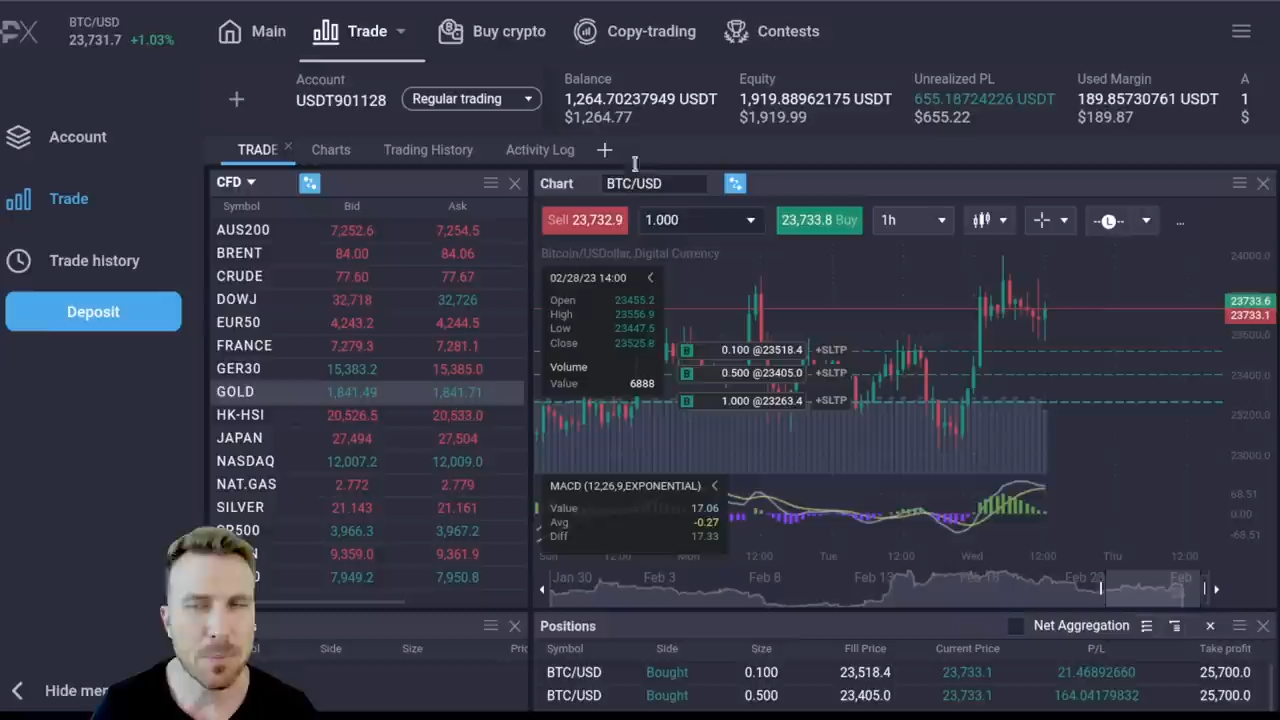 PX
BTC/USD
23,731.7 +1.03%
Main
Trade
Buy crypto
Copy-trading
Contests
Account
USDT901128
Regular trading
Balance
1,264.70237949 USDT
$1,264.77
Equity
1,919.88962175 USDT
$1,919.99
Unrealized PL
655.18724226 USDT
$655.22
Used Margin
189.85730761 USDT
$189.87
A
1
$
Account
Trade
Trade history
Deposit
TRADE
Charts
Trading History
Activity Log
CFD
Symbol Bid Ask
AUS200 7,252.6 7,254.5
BRENT 84.00 84.06
CRUDE 77.60 77.67
DOWJ 32,718 32,726
EUR50 4,243.2 4,244.5
FRANCE 7,279.3 7,281.1
GER30 15,383.2 15,385.0
GOLD 1,841.49 1,841.71
HK-HSI 20,526.5 20,533.0
JAPAN 27,494 27,504
NASDAQ 12,007.2 12,009.0
NAT.GAS 2.772 2.779
SILVER 21.143 21.161
SP500 3,966.3 3,967.2
N 9,359.0 9,361.9
0 7,949.2 7,950.8
Chart BTC/USD
Sell 23,732.9
1.000
23,733.8 Buy
1h
L
...
Bitcoin/USDollar, Digital Currency
02/28/23 14:00
Open 23455.2
High 23556.9
Low 23447.5
Close 23525.8
Volume
Value 6888
B 0.100 @23518.4 +SLTP
B 0.500 @23405.0 +SLTP
B 1.000 @23263.4 +SLTP
24000.0
23733.6
23733.1
23600.0
23400.0
23200.0
23000.0
MACD (12,26,9,EXPONENTIAL)
Value 17.06
Avg -0.27
Diff 17.33
68.51
0.00
-68.51
Sun 12:00 Mon 12:00 Tue 12:00 Wed 12:00 Thu 12:00
Jan 30 Feb 3 Feb 8 Feb 13 Feb 18 Feb 23 Feb
Side Size Pric
Positions
Net Aggregation
Symbol Side Size Fill Price Current Price P/L Take profit
BTC/USD Bought 0.100 23,518.4 23,733.1 21.46892660 25,700.0
BTC/USD Bought 0.500 23,405.0 23,733.1 164.04179832 25,700.0
Hide mer